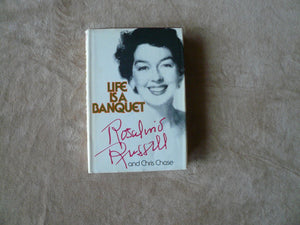 LIFE
IS A
BANQUET
Rosalind
Russell
and Chris Chase